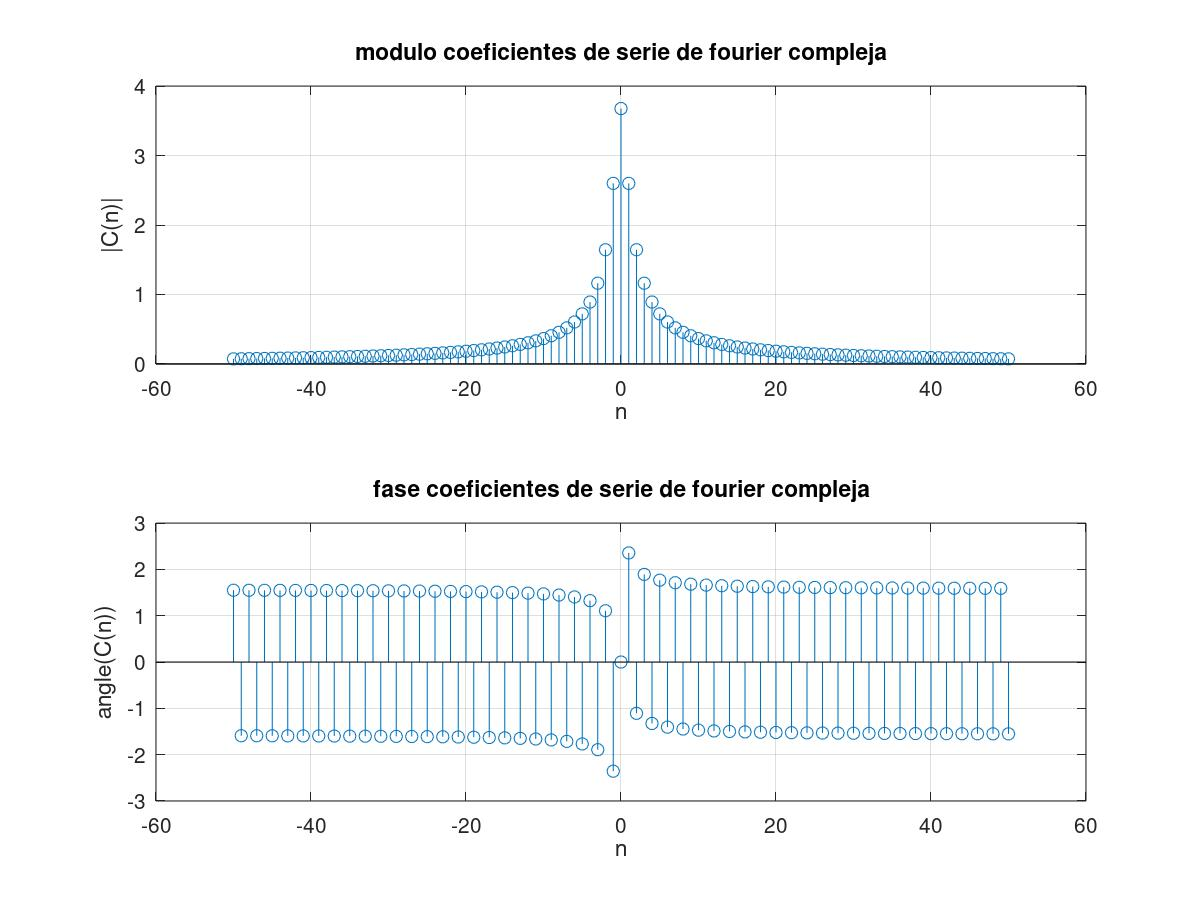 modulo coeficientes de serie de fourier compleja
4
3
2
1
0
|C(n)|
-60 -40 -20 0 20 40 60
n
fase coeficientes de serie de fourier compleja
3
2
1
0
-1
-2
-3
angle(C(n))
-60 -40 -20 0 20 40 60
n